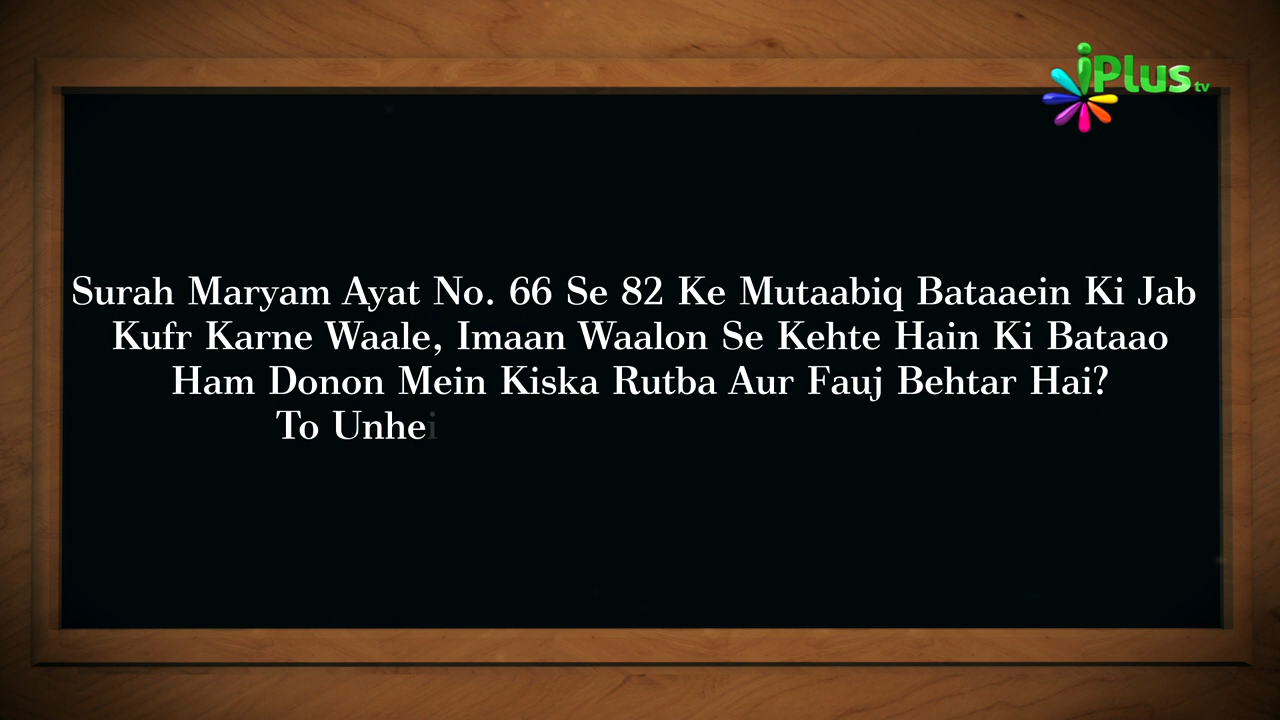 iPlus tv
Surah Maryam Ayat No. 66 Se 82 Ke Mutaabiq Bataaein Ki Jab
Kufr Karne Waale, Imaan Waalon Se Kehte Hain Ki Bataao
Ham Donon Mein Kiska Rutba Aur Fauj Behtar Hai?
To Unhei